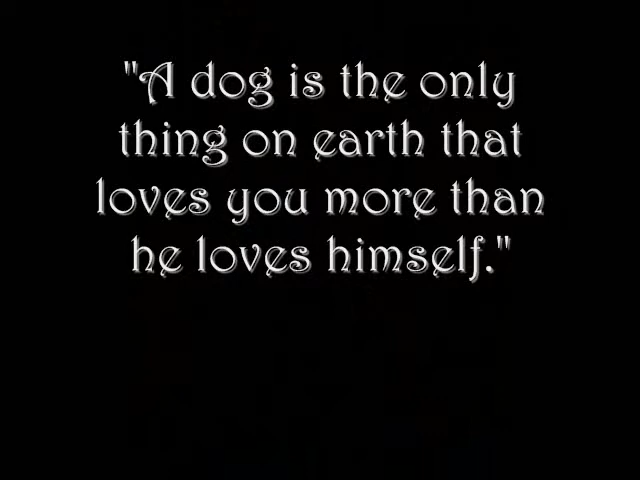 "A dog is the only
thing on earth that
loves you more than
he loves himself."